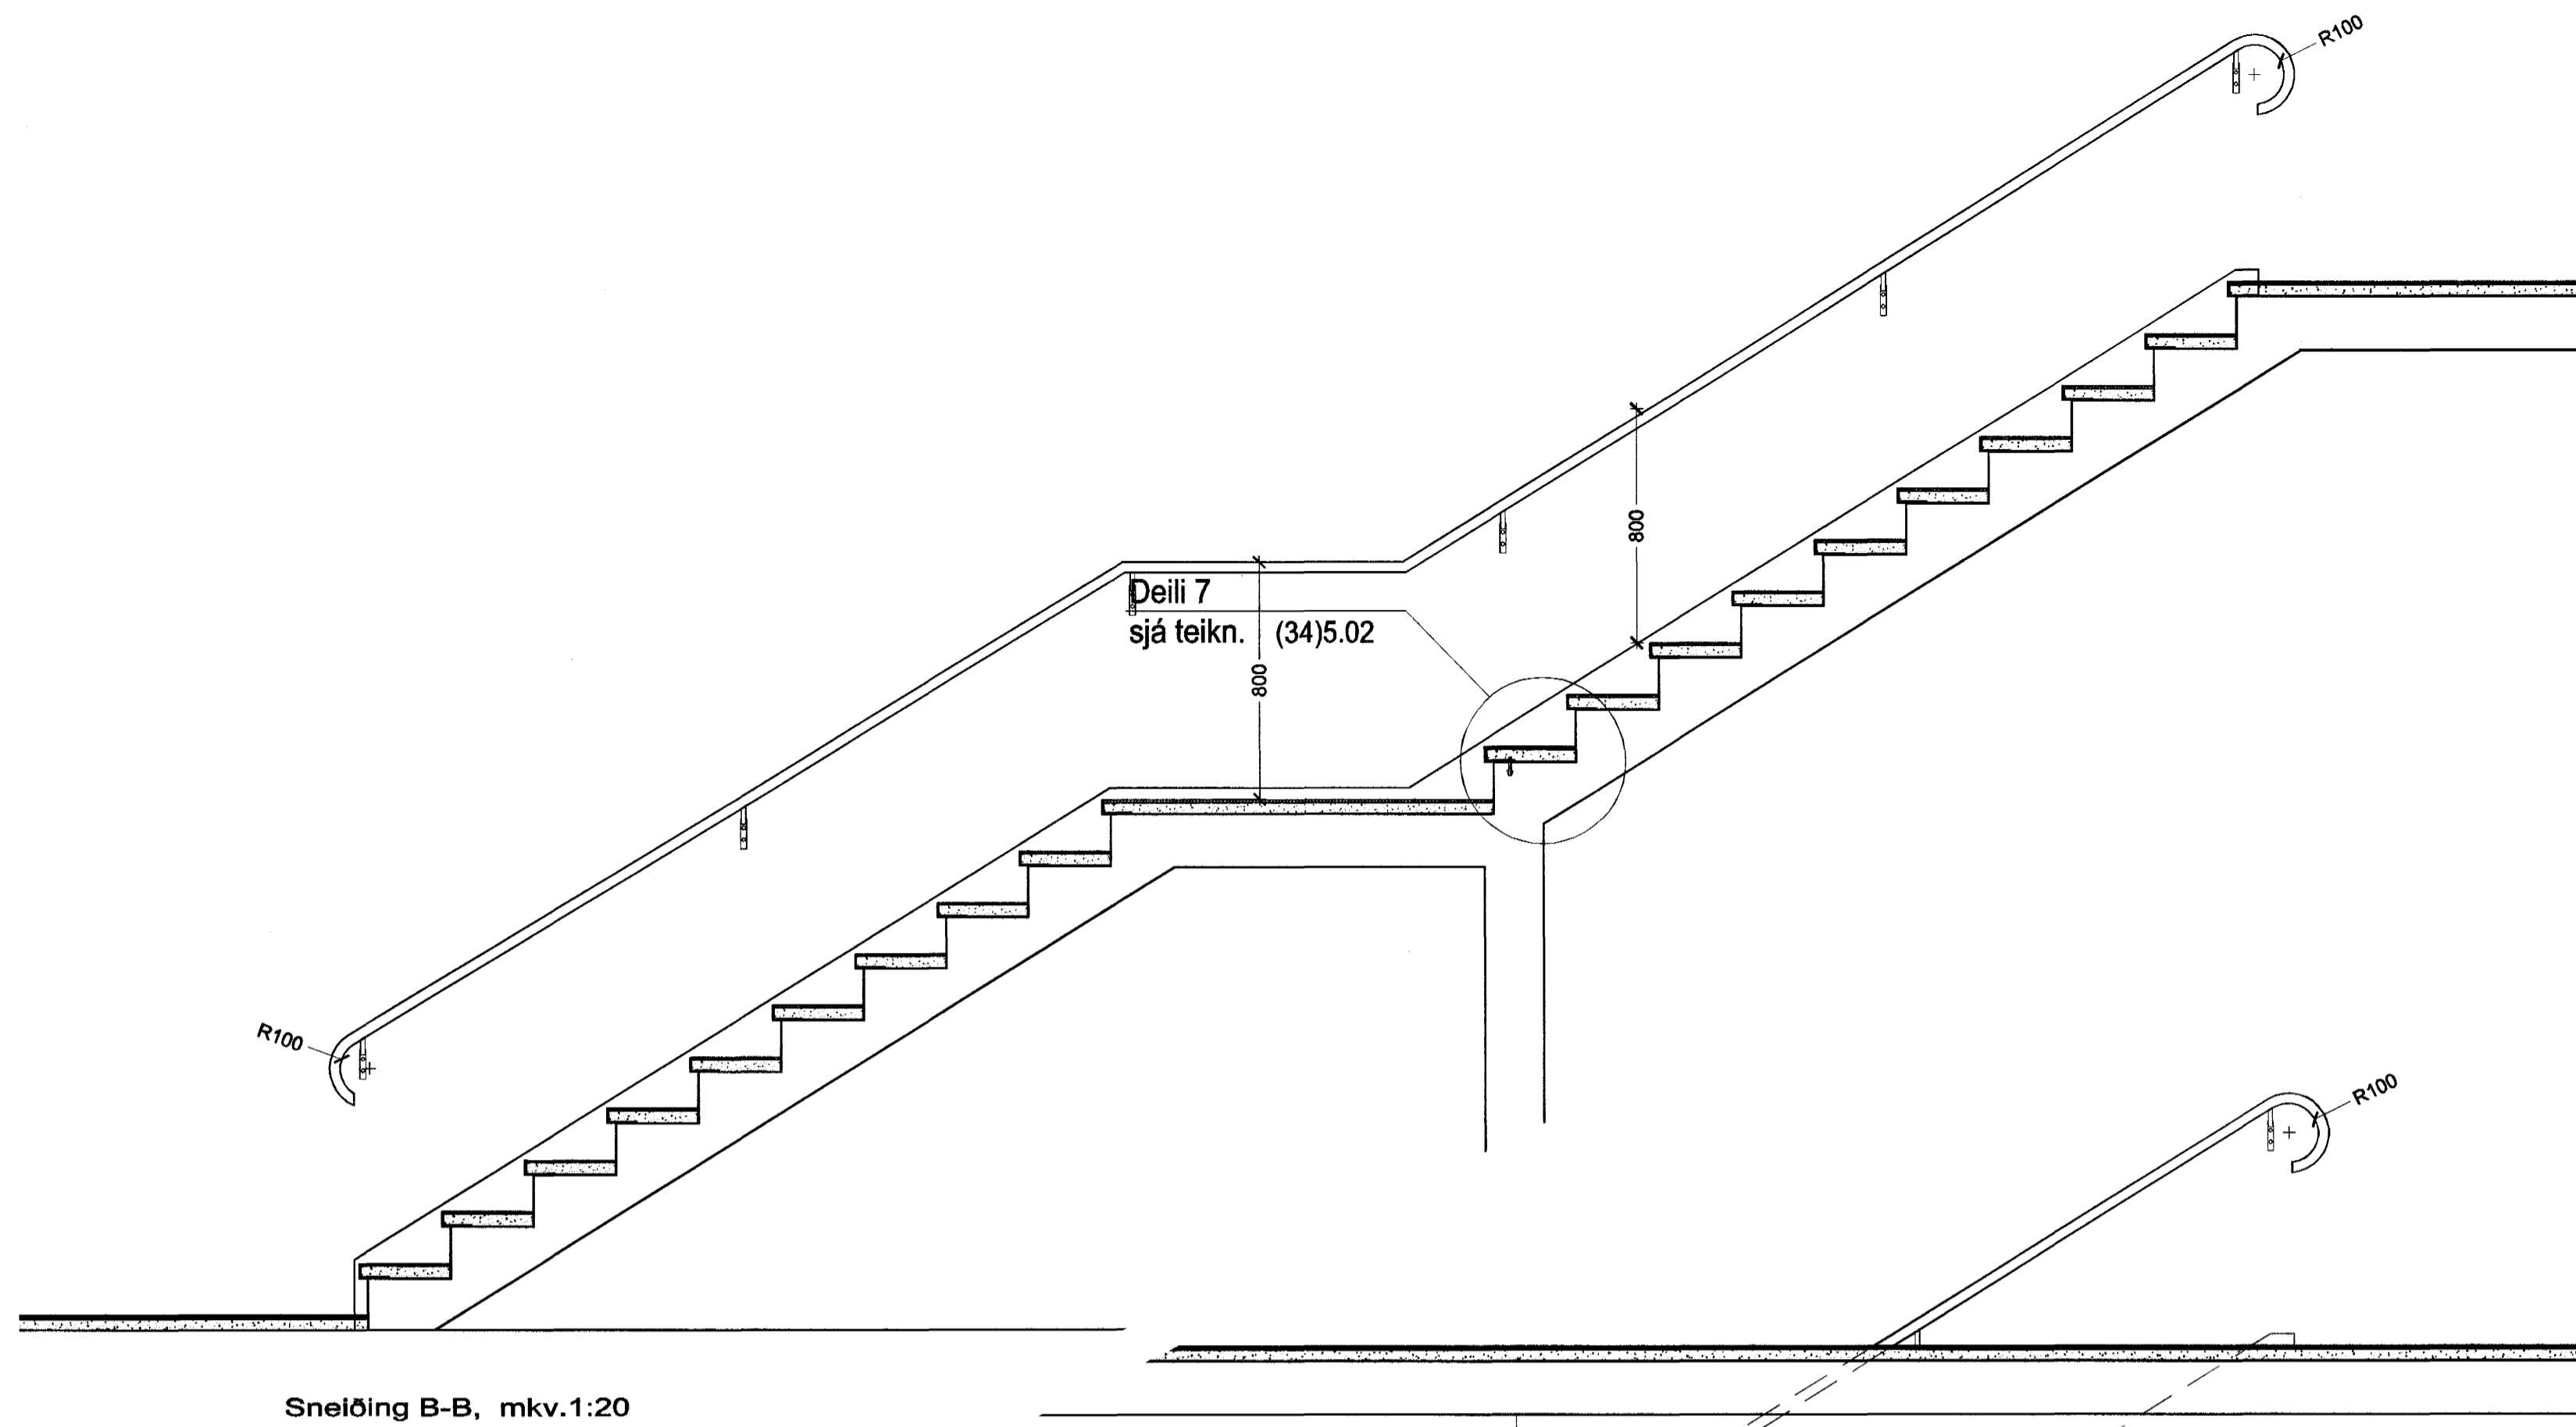 R100
800
Deili 7
sjá teikn. (34)5.02
800
R100
R100
Sneiðing B-B, mkv.1:20